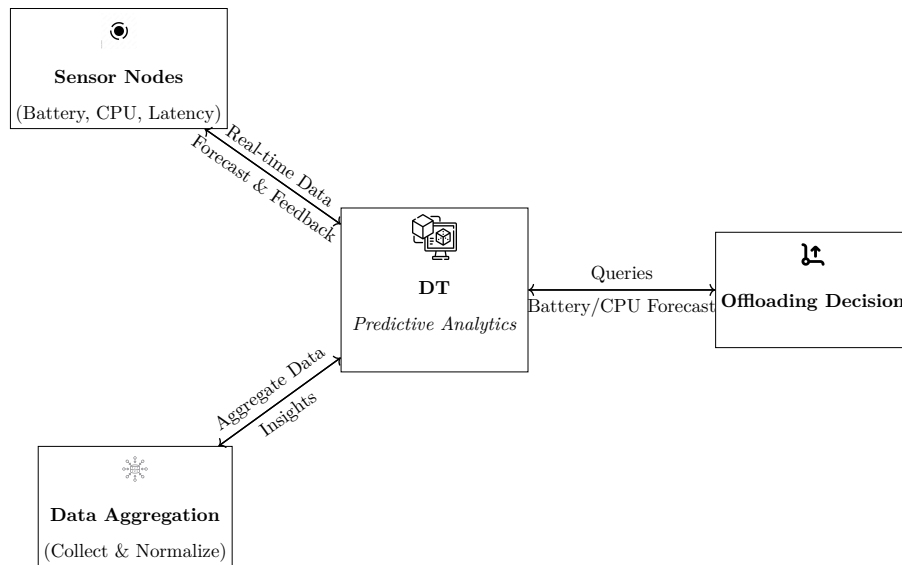 Sensor Nodes
(Battery, CPU, Latency)
Real-time Data
Forecast & Feedback
DT
Predictive Analytics
Queries
Battery/CPU Forecast
Offloading Decision
Aggregate Data
Insights
Data Aggregation
(Collect & Normalize)